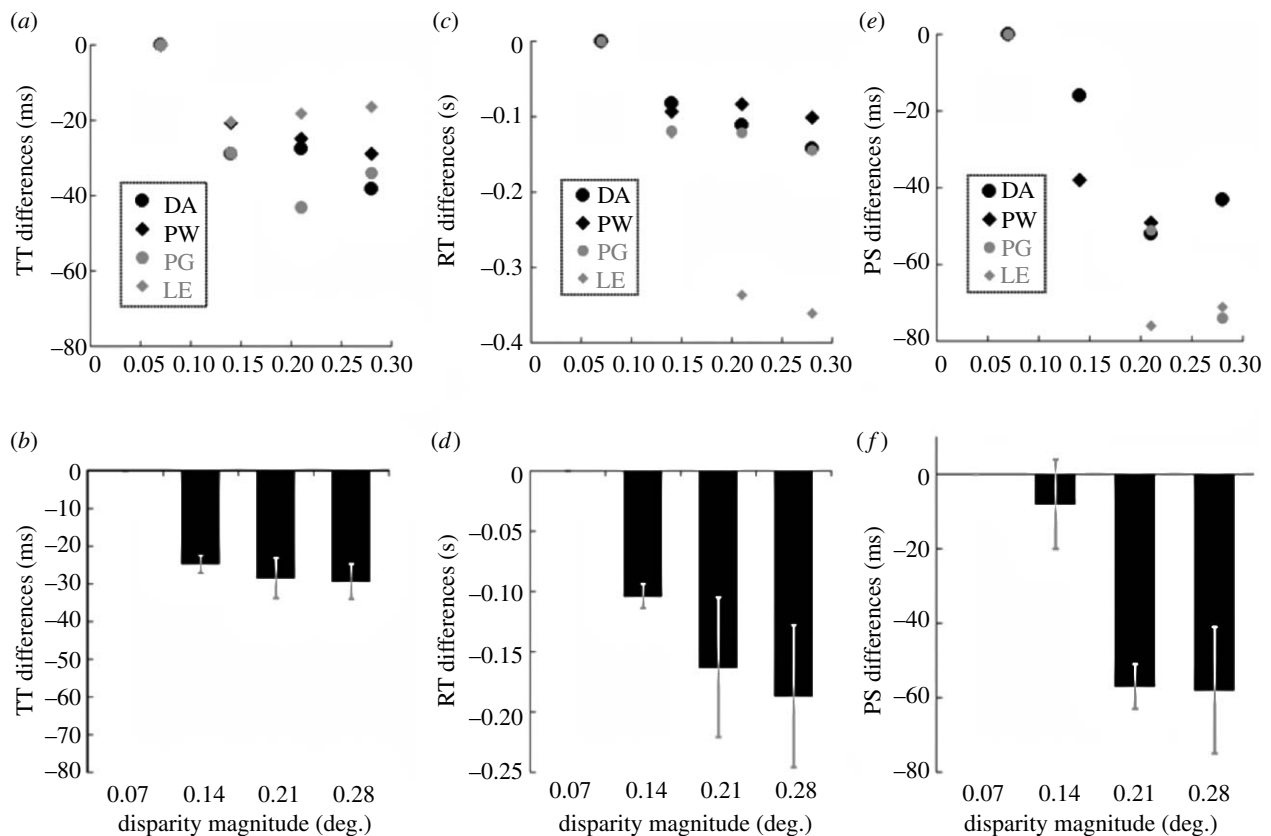 (a)
0
−20
−40
−60
−80
TT differences (ms)
DA
PW
PG
LE
0 0.05 0.10 0.15 0.20 0.25 0.30
(c)
0
−0.1
−0.2
−0.3
−0.4
RT differences (s)
DA
PW
PG
LE
0 0.05 0.10 0.15 0.20 0.25 0.30
(e)
0
−20
−40
−60
−80
PS differences (ms)
DA
PW
PG
LE
0 0.05 0.10 0.15 0.20 0.25 0.30
(b)
0
−10
−20
−30
−40
−50
−60
−70
−80
TT differences (ms)
0.07 0.14 0.21 0.28
disparity magnitude (deg.)
(d)
0
−0.05
−0.10
−0.15
−0.20
−0.25
RT differences (s)
0.07 0.14 0.21 0.28
disparity magnitude (deg.)
(f)
0
−20
−40
−60
−80
PS differences (ms)
0.07 0.14 0.21 0.28
disparity magnitude (deg.)